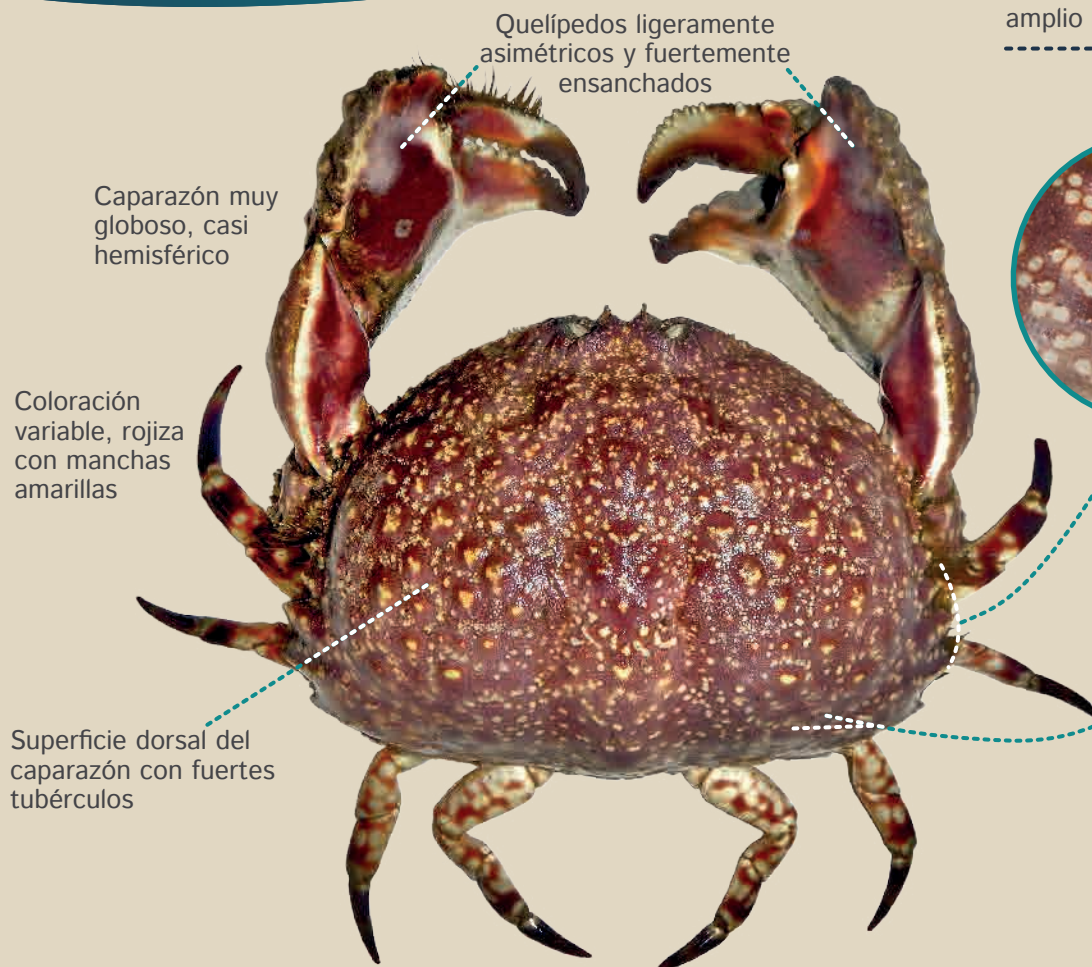 Quelípedos ligeramente
asimétricos y fuertemente
ensanchados
amplio
Caparazón muy
globoso, casi
hemisférico
Coloración
variable, rojiza
con manchas
amarillas
Superficie dorsal del
caparazón con fuertes
tubérculos